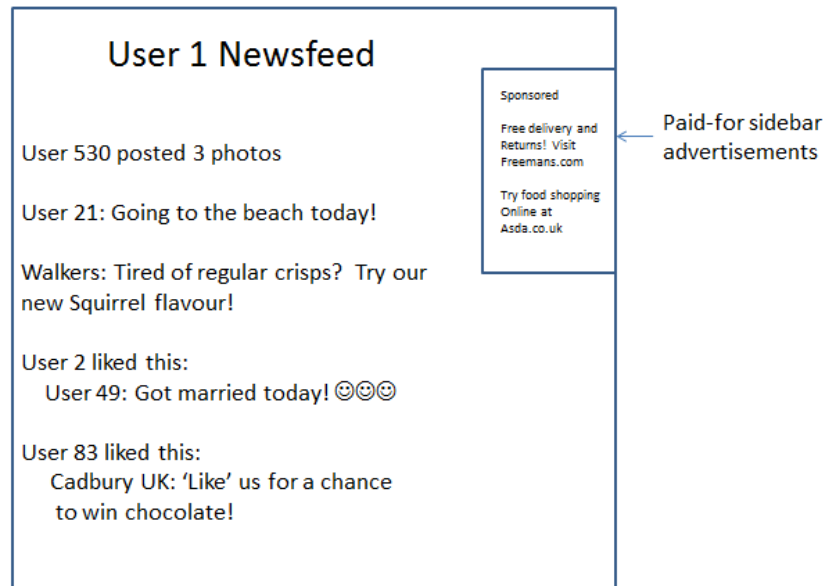 User 1 Newsfeed
User 530 posted 3 photos
User 21: Going to the beach today!
Walkers: Tired of regular crisps? Try our
new Squirrel flavour!
User 2 liked this:
User 49: Got married today! ☺☺☺
User 83 liked this:
Cadbury UK: ‘Like’ us for a chance
to win chocolate!
Sponsored
Free delivery and
Returns! Visit
Freemans.com
Try food shopping
Online at
Asda.co.uk
Paid-for sidebar
advertisements